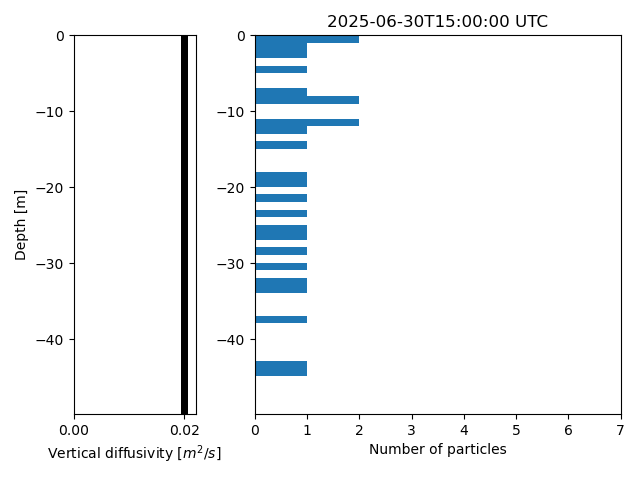 2025-06-30T15:00:00 UTC
Depth [m]
0
−10
−20
−30
−40
0.00
0.02
Vertical diffusivity [m²/s]
0
−10
−20
−30
−40
0 1 2 3 4 5 6 7
Number of particles